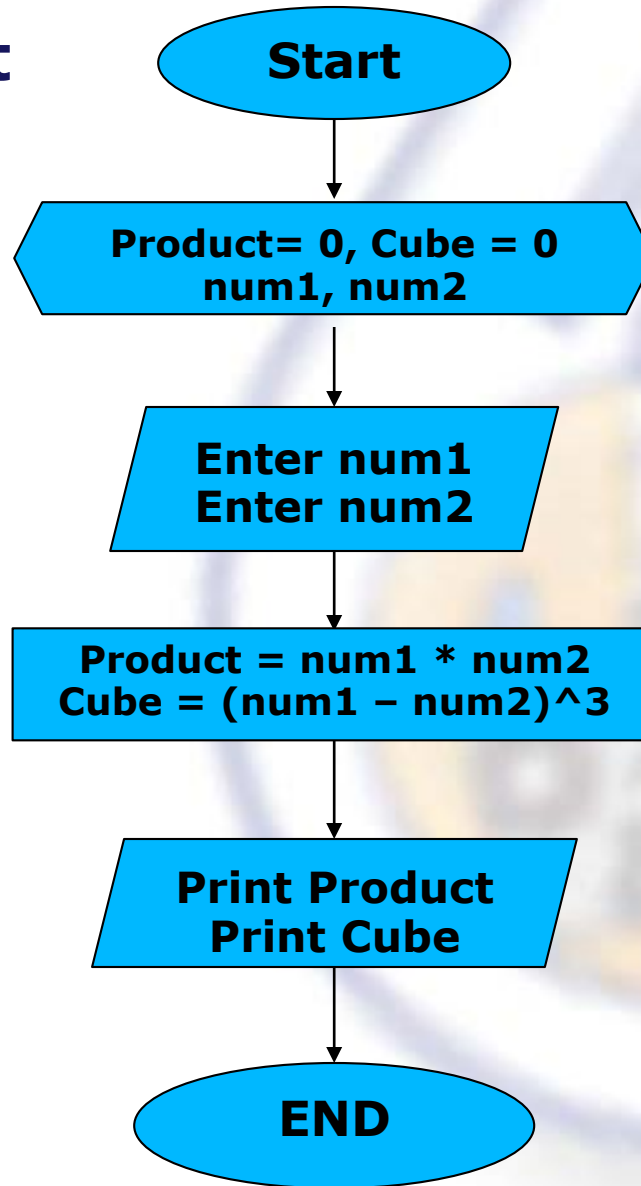 t
Start
Product= 0, Cube = 0
num1, num2
Enter num1
Enter num2
Product = num1 * num2
Cube = (num1 – num2)^3
Print Product
Print Cube
END